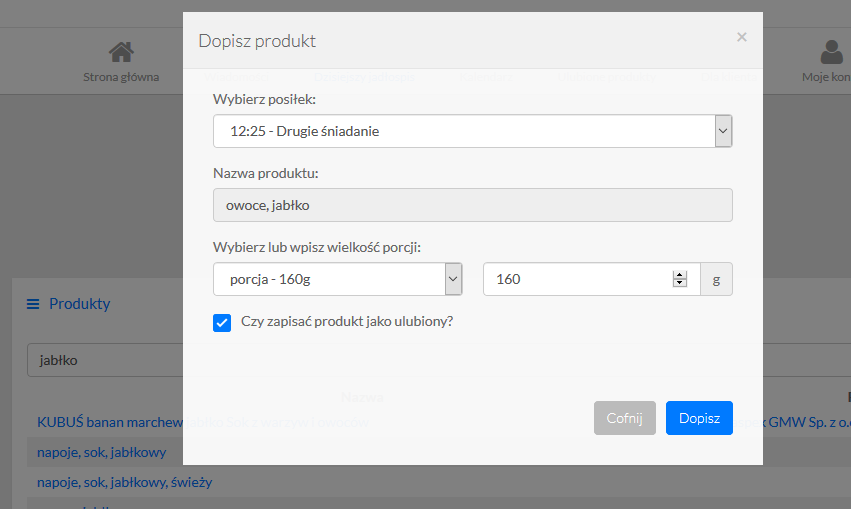 Dopisz produkt ×
Strona główna
Moje kon
Wybierz posiłek:
12:25 - Drugie śniadanie
Nazwa produktu:
owoce, jabłko
Wybierz lub wpisz wielkość porcji:
porcja - 160g 160 g
Produkty
Czy zapisać produkt jako ulubiony?
jabłko
Nazwa
Cofnij Dopisz
KUBUŚ banan marchew GMW Sp. z o.o
napoje, sok, jabłkowy
napoje, sok, jabłkowy, świeży